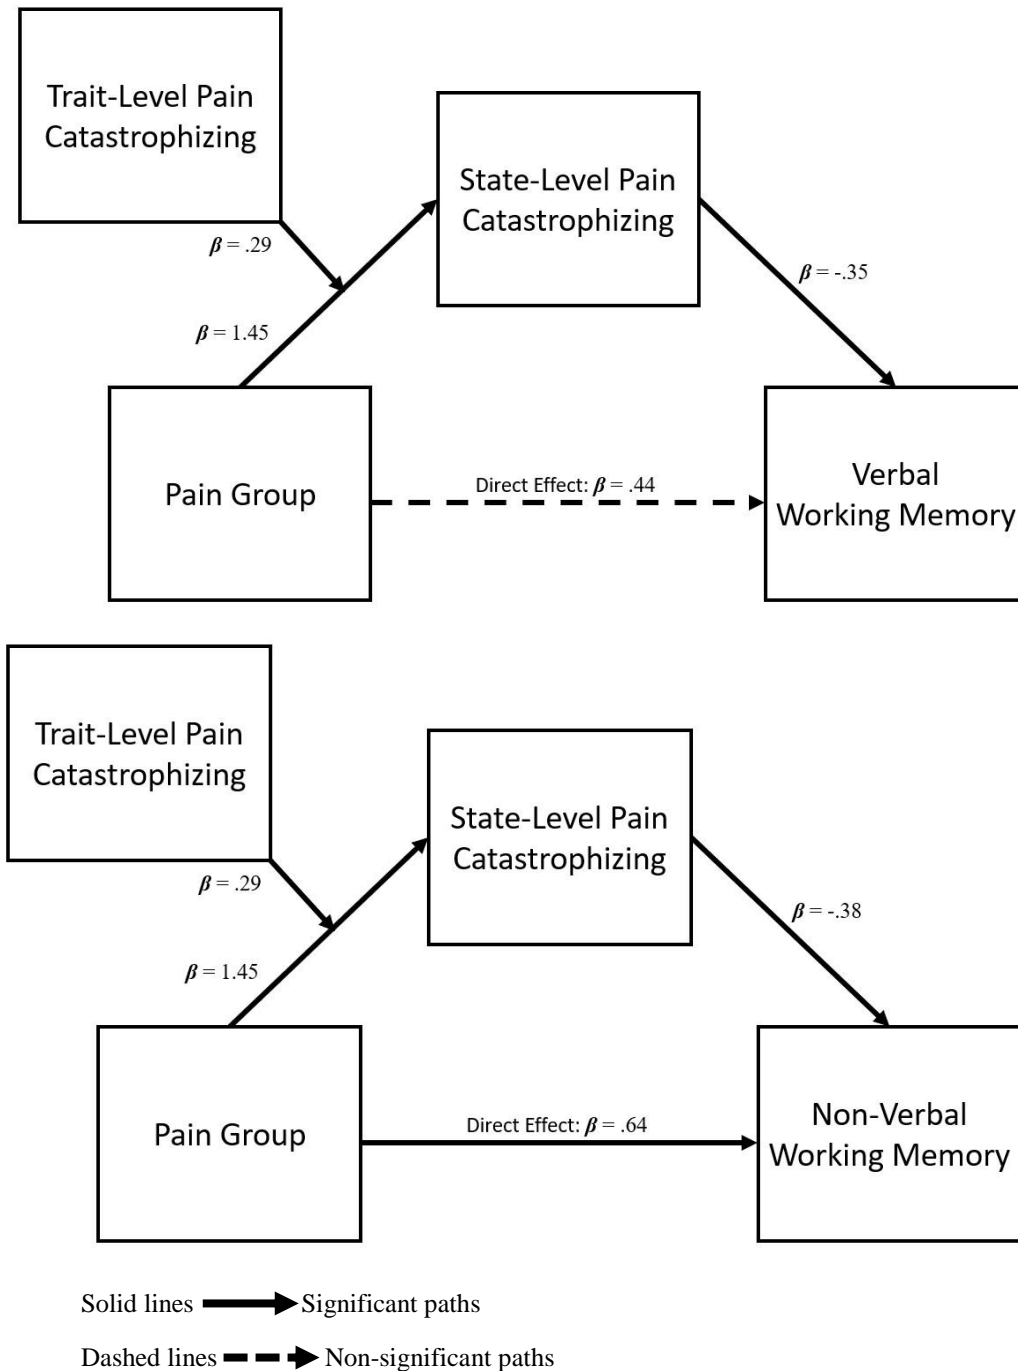 Trait-Level Pain
Catastrophizing
State-Level Pain
Catastrophizing
β = .29
β = -.35
β = 1.45
Pain Group
Direct Effect: β = .44
Verbal
Working Memory
Trait-Level Pain
Catastrophizing
State-Level Pain
Catastrophizing
β = .29
β = -.38
β = 1.45
Pain Group
Direct Effect: β = .64
Non-Verbal
Working Memory
Solid lines Significant paths
Dashed lines Non-significant paths